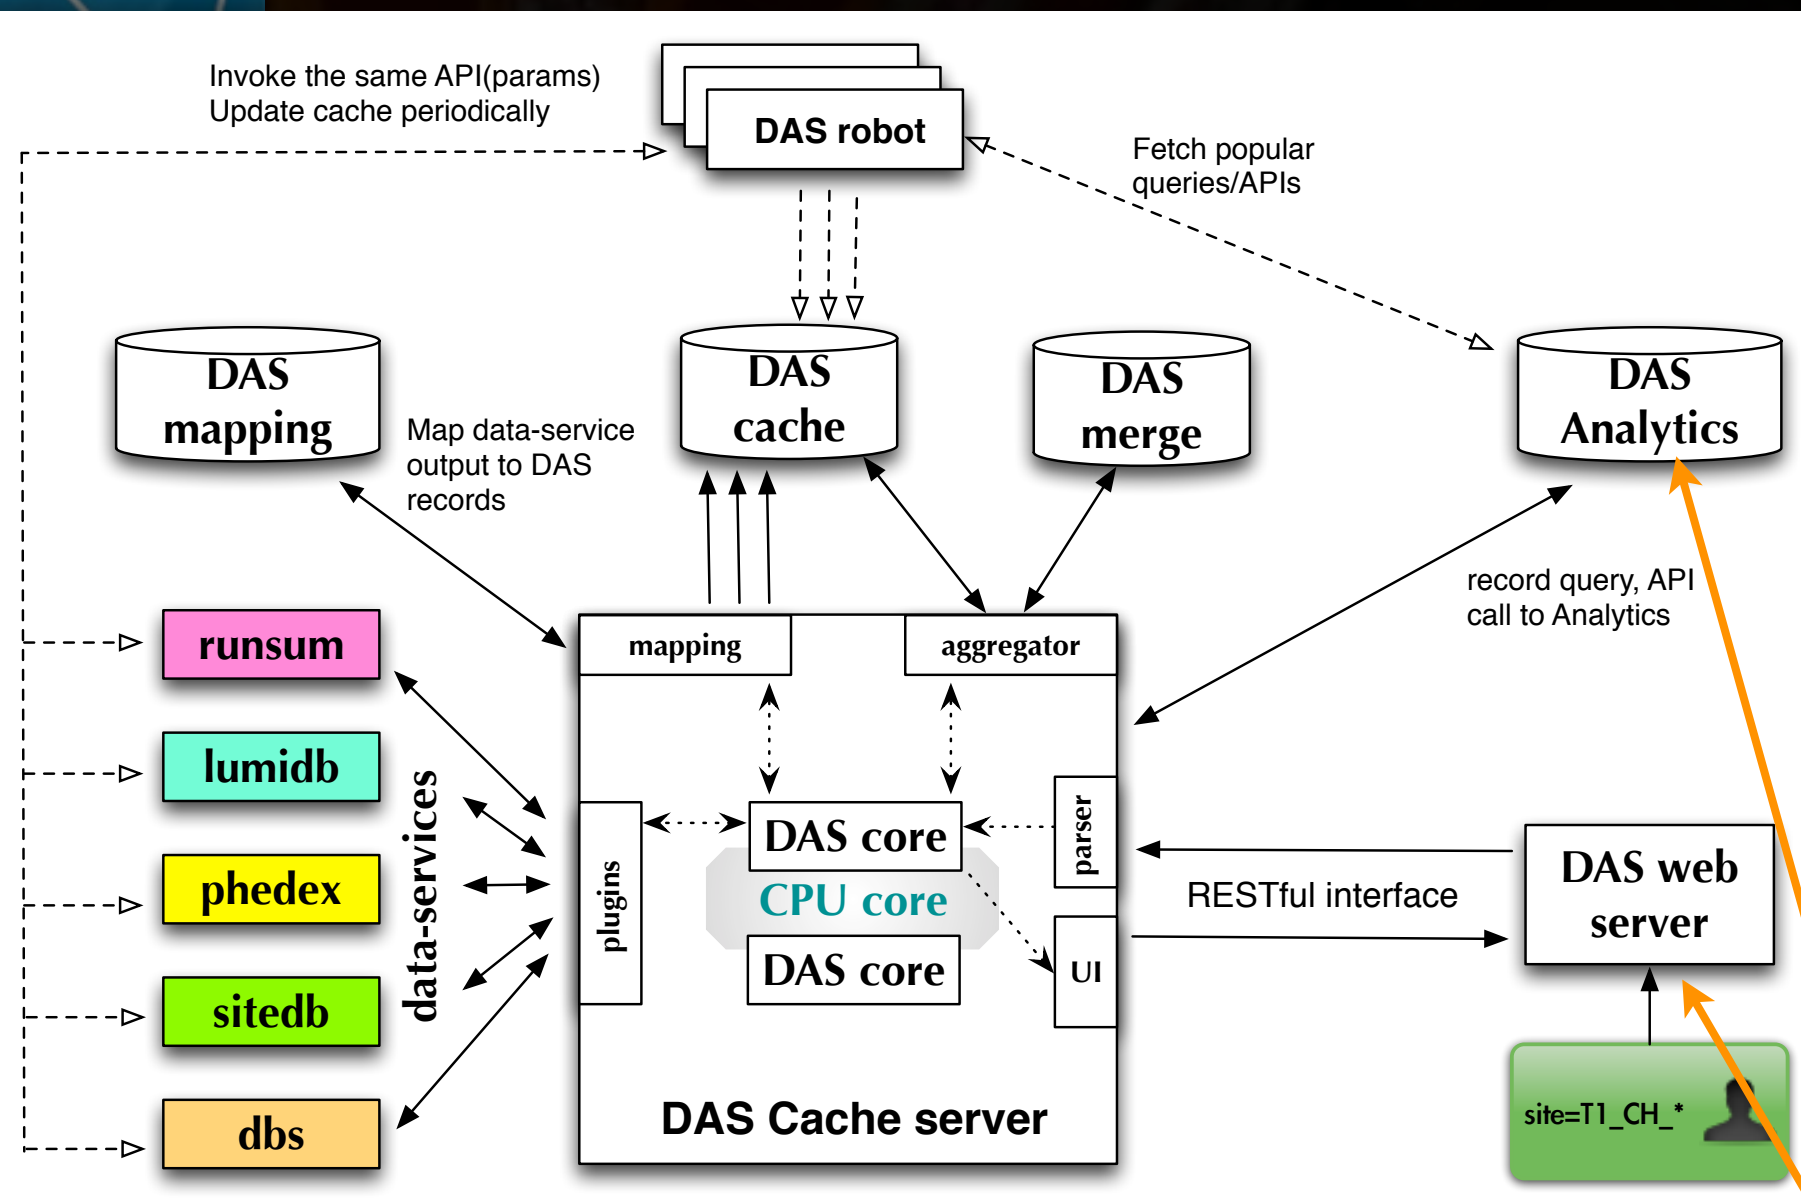 Invoke the same API(params)
Update cache periodically
DAS robot
Fetch popular
queries/APIs
DAS
mapping
DAS
cache
DAS
merge
DAS
Analytics
Map data-service
output to DAS
records
record query, API
call to Analytics
runsum
lumidb
phedex
sitedb
dbs
data-services
mapping
aggregator
plugins
parser
UI
DAS core
CPU core
DAS core
DAS Cache server
RESTful interface
DAS web
server
site=T1_CH_*